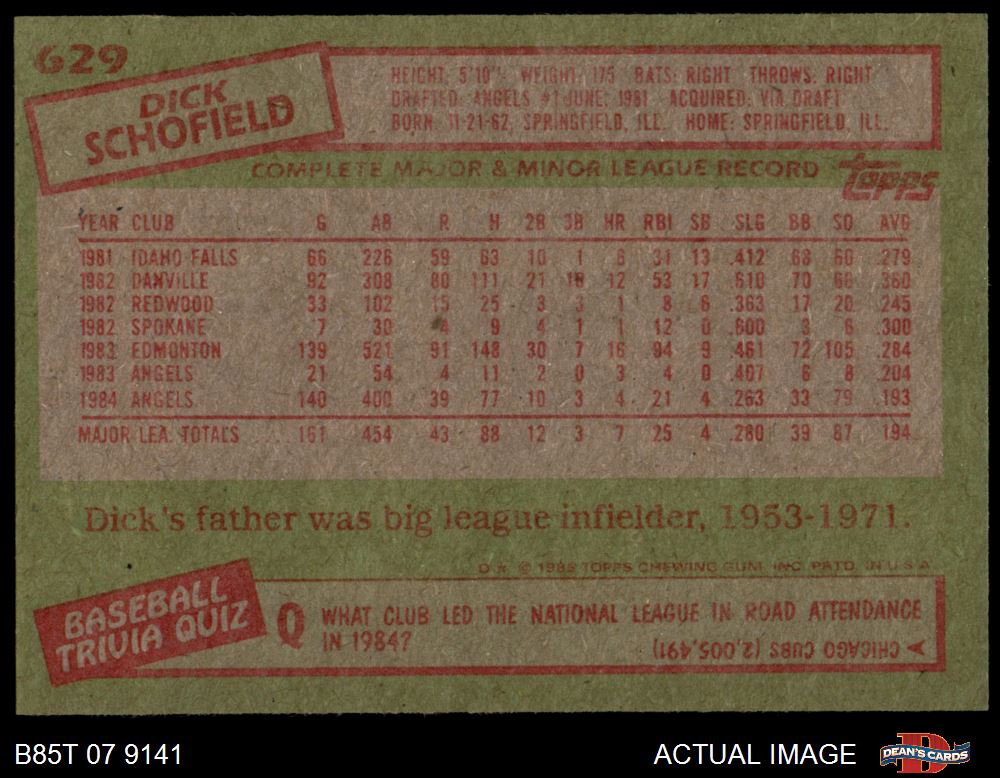 629
DICK
SCHOFIELD
HEIGHT: 5'10" WEIGHT: 175 BATS: RIGHT THROWS: RIGHT
DRAFTED: ANGELS #1-JUNE, 1981 ACQUIRED: VIA DRAFT
BORN: 11-21-62, SPRINGFIELD, ILL. HOME: SPRINGFIELD, ILL.
COMPLETE MAJOR & MINOR LEAGUE RECORD
TOPPS
YEAR CLUB G AB R H 2B 3B HR RBI SB SLG BB SO AVG
1981 IDAHO FALLS 66 226 59 63 10 1 6 31 13 .412 68 60 .279
1982 DANVILLE 92 308 80 111 21 12 53 17 .610 70 66 .360
1982 REDWOOD 33 102 15 25 3 3 1 8 6 .363 17 20 .245
1982 SPOKANE 7 30 4 9 4 1 1 12 0 .600 3 6 .300
1983 EDMONTON 139 521 91 148 30 7 16 94 9 .461 72 105 .284
1983 ANGELS 21 54 4 11 2 0 3 4 0 .407 6 8 .204
1984 ANGELS 140 400 39 77 10 3 4 21 4 .263 33 79 .193
MAJOR LEA. TOTALS 161 454 43 88 12 3 7 25 4 .280 39 87 .194
Dick's father was big league infielder, 1953-1971.
D * © 1985 TOPPS CHEWING GUM, INC. PRTD. IN U.S.A.
BASEBALL
TRIVIA QUIZ
Q WHAT CLUB LED THE NATIONAL LEAGUE IN ROAD ATTENDANCE
IN 1984?
A CHICAGO CUBS (2,005,491)
B85T 07 9141
ACTUAL IMAGE
DEAN'S CARDS